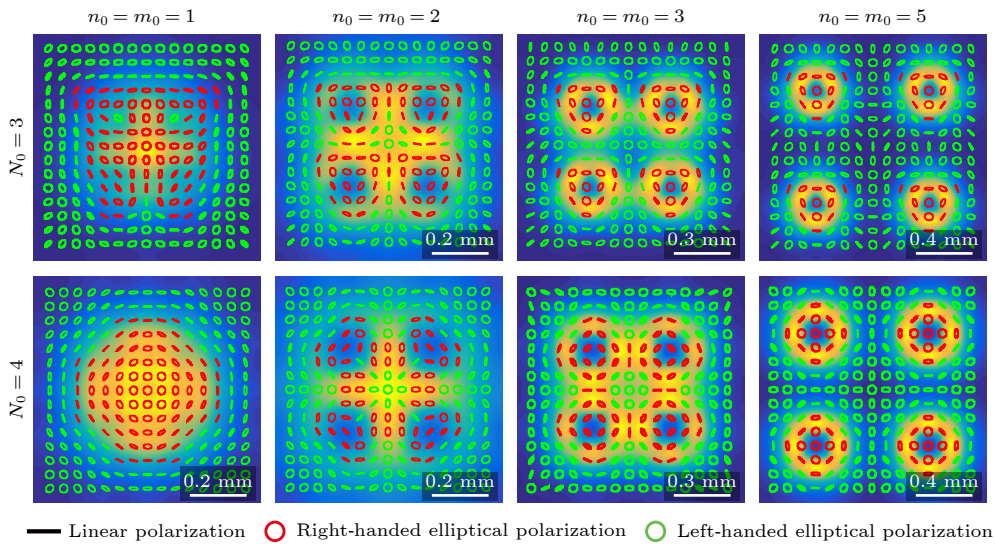 n₀ = m₀ = 1
n₀ = m₀ = 2
n₀ = m₀ = 3
n₀ = m₀ = 5
N₀ = 3
0.2 mm
0.3 mm
0.4 mm
N₀ = 4
0.2 mm
0.2 mm
0.3 mm
0.4 mm
Linear polarization
Right-handed elliptical polarization
Left-handed elliptical polarization